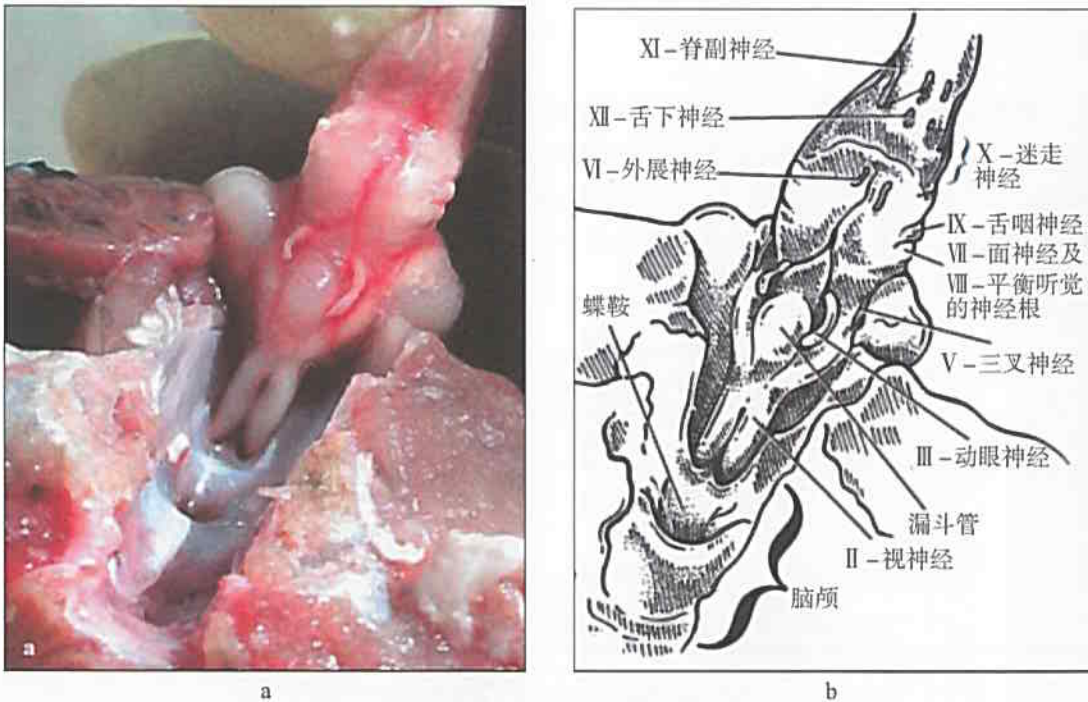 XI-脊副神经
XII-舌下神经
VI-外展神经
X-迷走
神经
IX-舌咽神经
VII-面神经及
VIII-平衡听觉
的神经根
蝶鞍
V-三叉神经
III-动眼神经
漏斗管
II-视神经
脑颅
a
a
b